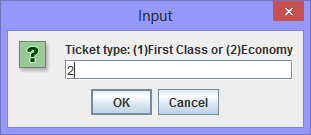 Input
Ticket type: (1)First Class or (2)Economy
2
OK
Cancel